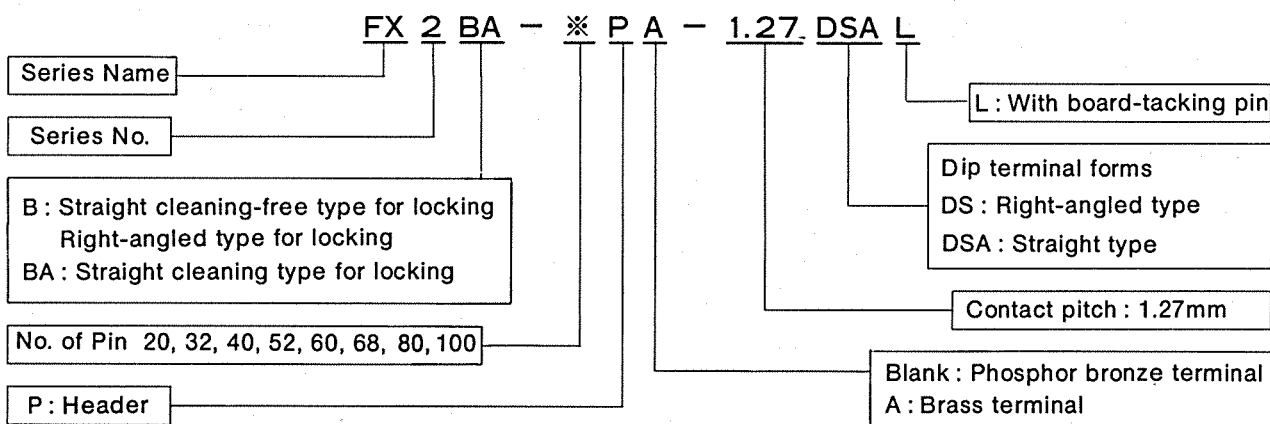 FX 2 BA - ※ P A - 1.27 DSA L
Series Name
L : With board-tacking pin
Series No.
Dip terminal forms
DS : Right-angled type
DSA : Straight type
B : Straight cleaning-free type for locking
Right-angled type for locking
BA : Straight cleaning type for locking
Contact pitch : 1.27mm
No. of Pin 20, 32, 40, 52, 60, 68, 80, 100
Blank : Phosphor bronze terminal
A : Brass terminal
P : Header